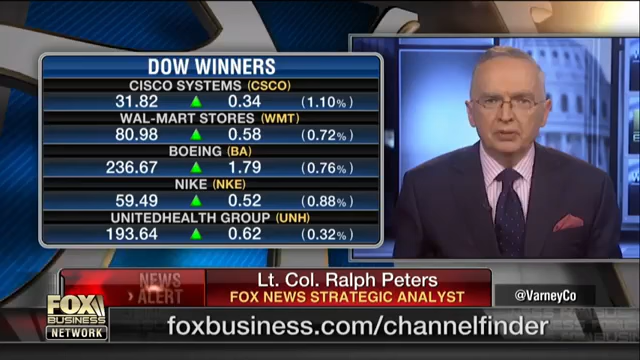 DOW WINNERS
CISCO SYSTEMS (CSCO)
31.82 ▲ 0.34 (1.10%)
WAL-MART STORES (WMT)
80.98 ▲ 0.58 (0.72%)
BOEING (BA)
236.67 ▲ 1.79 (0.76%)
NIKE (NKE)
59.49 ▲ 0.52 (0.88%)
UNITEDHEALTH GROUP (UNH)
193.64 ▲ 0.62 (0.32%)
NEWS
› ALERT
Lt. Col. Ralph Peters
FOX NEWS STRATEGIC ANALYST
@VarneyCo
FOX
BUSINESS
NETWORK
foxbusiness.com/channelfinder